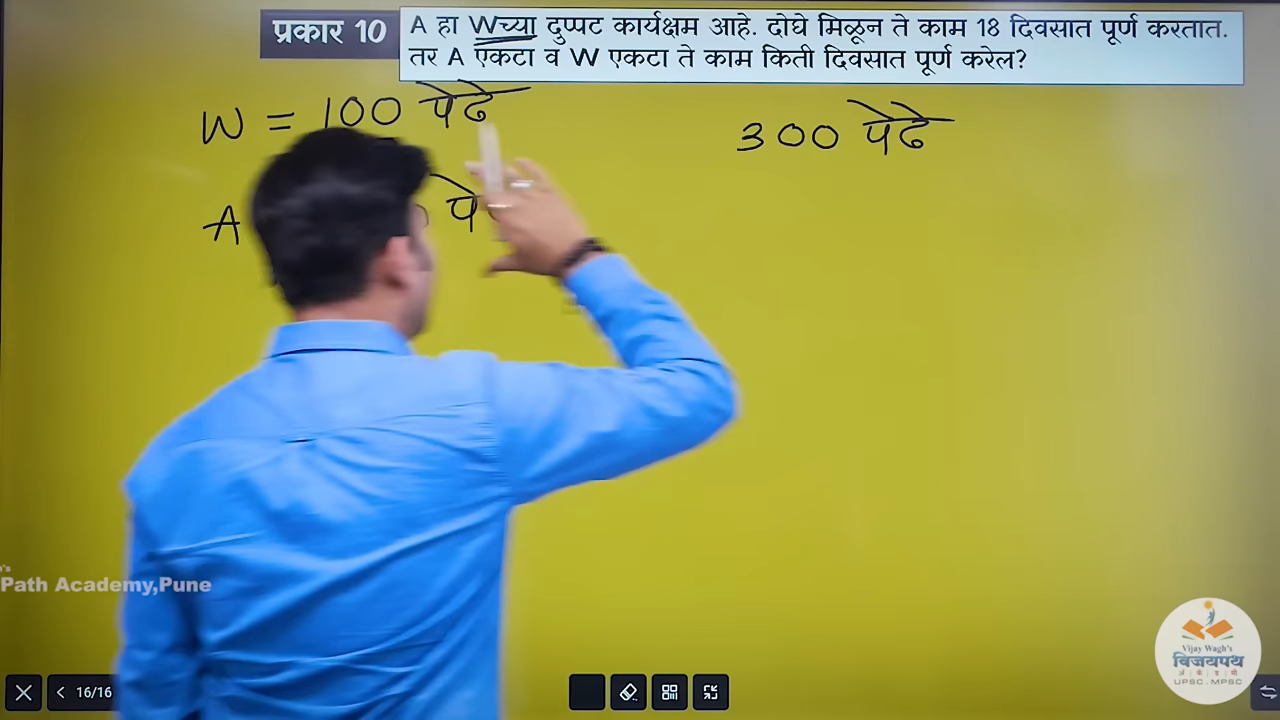 प्रकार 10
A हा Wच्या दुप्पट कार्यक्षम आहे. दोघे मिळून ते काम 18 दिवसात पूर्ण करतात.
तर A एकटा व W एकटा ते काम किती दिवसात पूर्ण करेल?
W = 100 पेढे
300 पेढे
A
Path Academy,Pune
16/16
Vijay Wagh's
विजयपथ
UPSC . MPSC